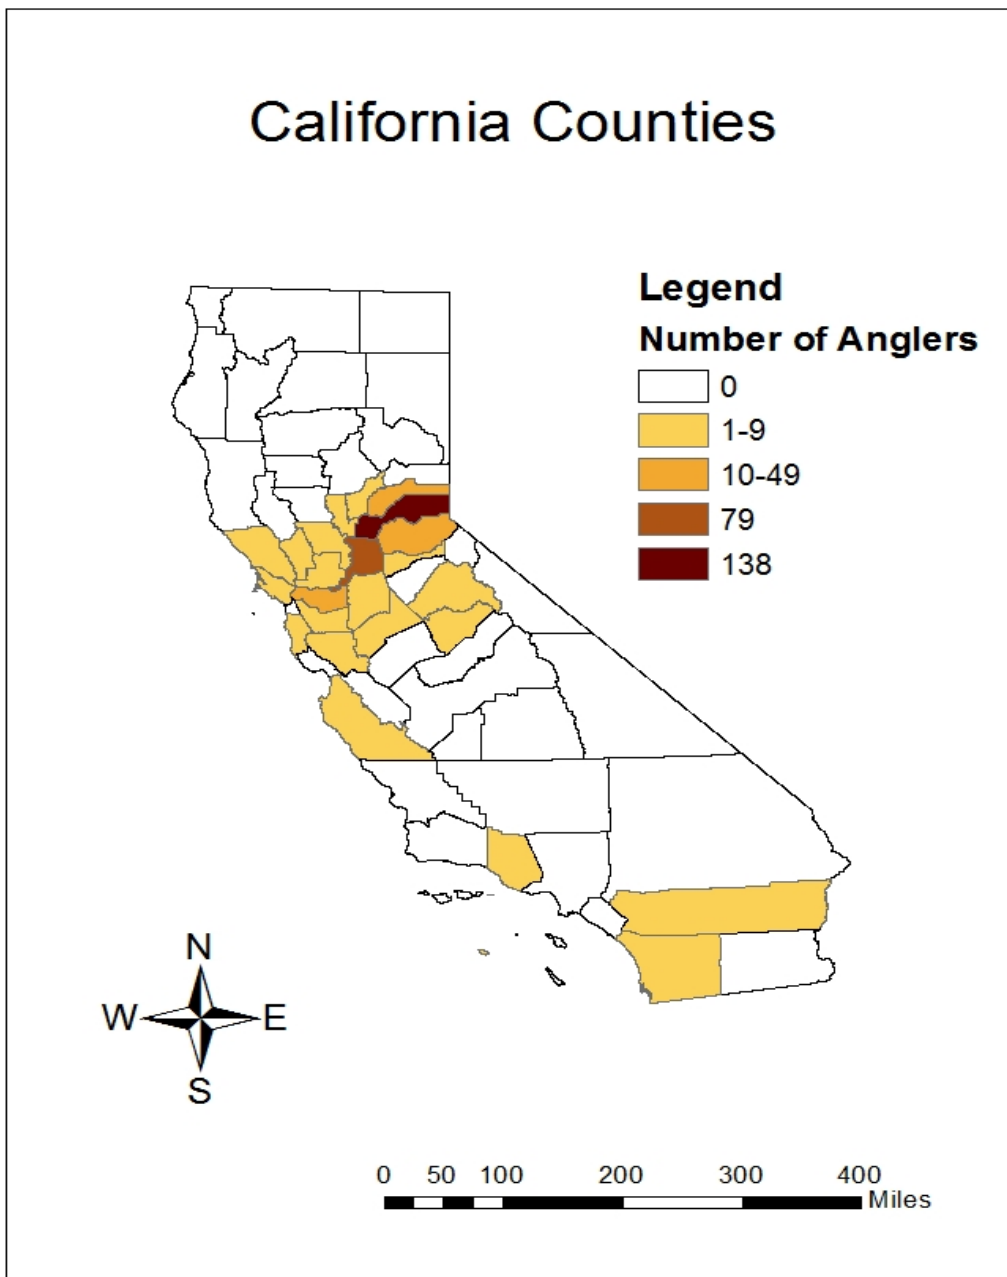 California Counties
Legend
Number of Anglers
0
1-9
10-49
79
138
N
W E
S
0 50 100 200 300 400
Miles